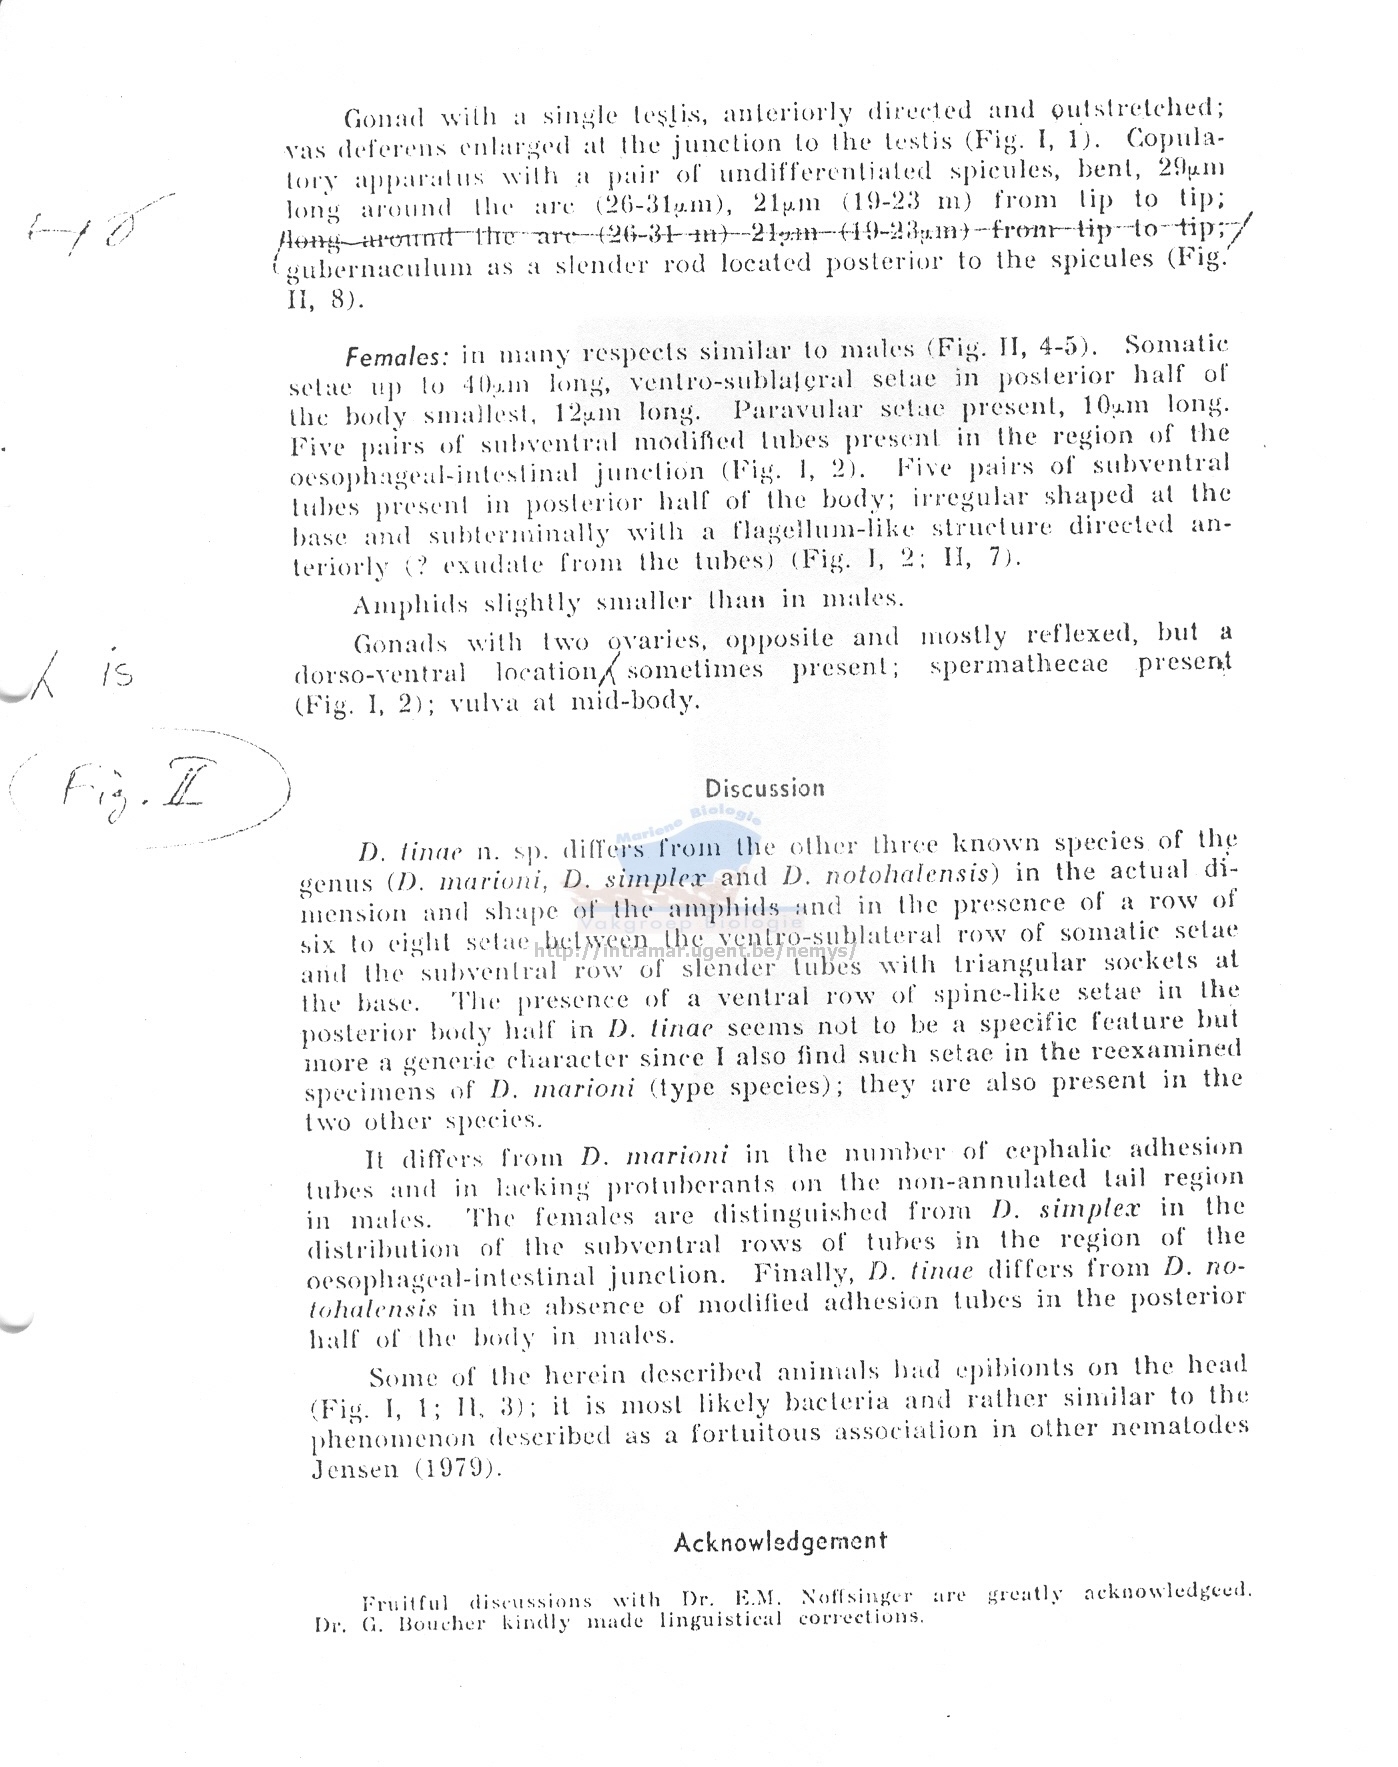 Gonad with a single testis, anteriorly directed and outstretched;
vas deferens enlarged at the junction to the testis (Fig. I, 1). Copula-
tory apparatus with a pair of undifferentiated spicules, bent, 29µm
long around the arc (26-31µm), 21µm (19-23 m) from tip to tip;
long around the arc (26-31 m) 21µm (19-23µm) from tip to tip;
gubernaculum as a slender rod located posterior to the spicules (Fig.
II, 8).
Females: in many respects similar to males (Fig. II, 4-5). Somatic
setae up to 40µm long, ventro-sublateral setae in posterior half of
the body smallest, 12µm long. Paravular setae present, 10µm long.
Five pairs of subventral modified tubes present in the region of the
oesophageal-intestinal junction (Fig. I, 2). Five pairs of subventral
tubes present in posterior half of the body; irregular shaped at the
base and subterminally with a flagellum-like structure directed an-
teriorly (? exudate from the tubes) (Fig. I, 2; II, 7).
Amphids slightly smaller than in males.
Gonads with two ovaries, opposite and mostly reflexed, but a
dorso-ventral location sometimes present; spermathecae present
is
(Fig. I, 2); vulva at mid-body.
Fig. II
Discussion
D. tinae n. sp. differs from the other three known species of the
genus (D. marioni, D. simplex and D. notohalensis) in the actual di-
mension and shape of the amphids and in the presence of a row of
six to eight setae between the ventro-sublateral row of somatic setae
and the subventral row of slender tubes with triangular sockets at
the base. The presence of a ventral row of spine-like setae in the
posterior body half in D. tinae seems not to be a specific feature but
more a generic character since I also find such setae in the reexamined
specimens of D. marioni (type species); they are also present in the
two other species.
Mariene Biologie
Vakgroep Biologie
http://intramar.ugent.be/nemys/
It differs from D. marioni in the number of cephalic adhesion
tubes and in lacking protuberants on the non-annulated tail region
in males. The females are distinguished from D. simplex in the
distribution of the subventral rows of tubes in the region of the
oesophageal-intestinal junction. Finally, D. tinae differs from D. no-
tohalensis in the absence of modified adhesion tubes in the posterior
half of the body in males.
Some of the herein described animals had epibionts on the head
(Fig. I, 1; II, 3); it is most likely bacteria and rather similar to the
phenomenon described as a fortuitous association in other nematodes
Jensen (1979).
Acknowledgement
Fruitful discussions with Dr. E.M. Noffsinger are greatly acknowledgeed.
Dr. G. Boucher kindly made linguistical corrections.